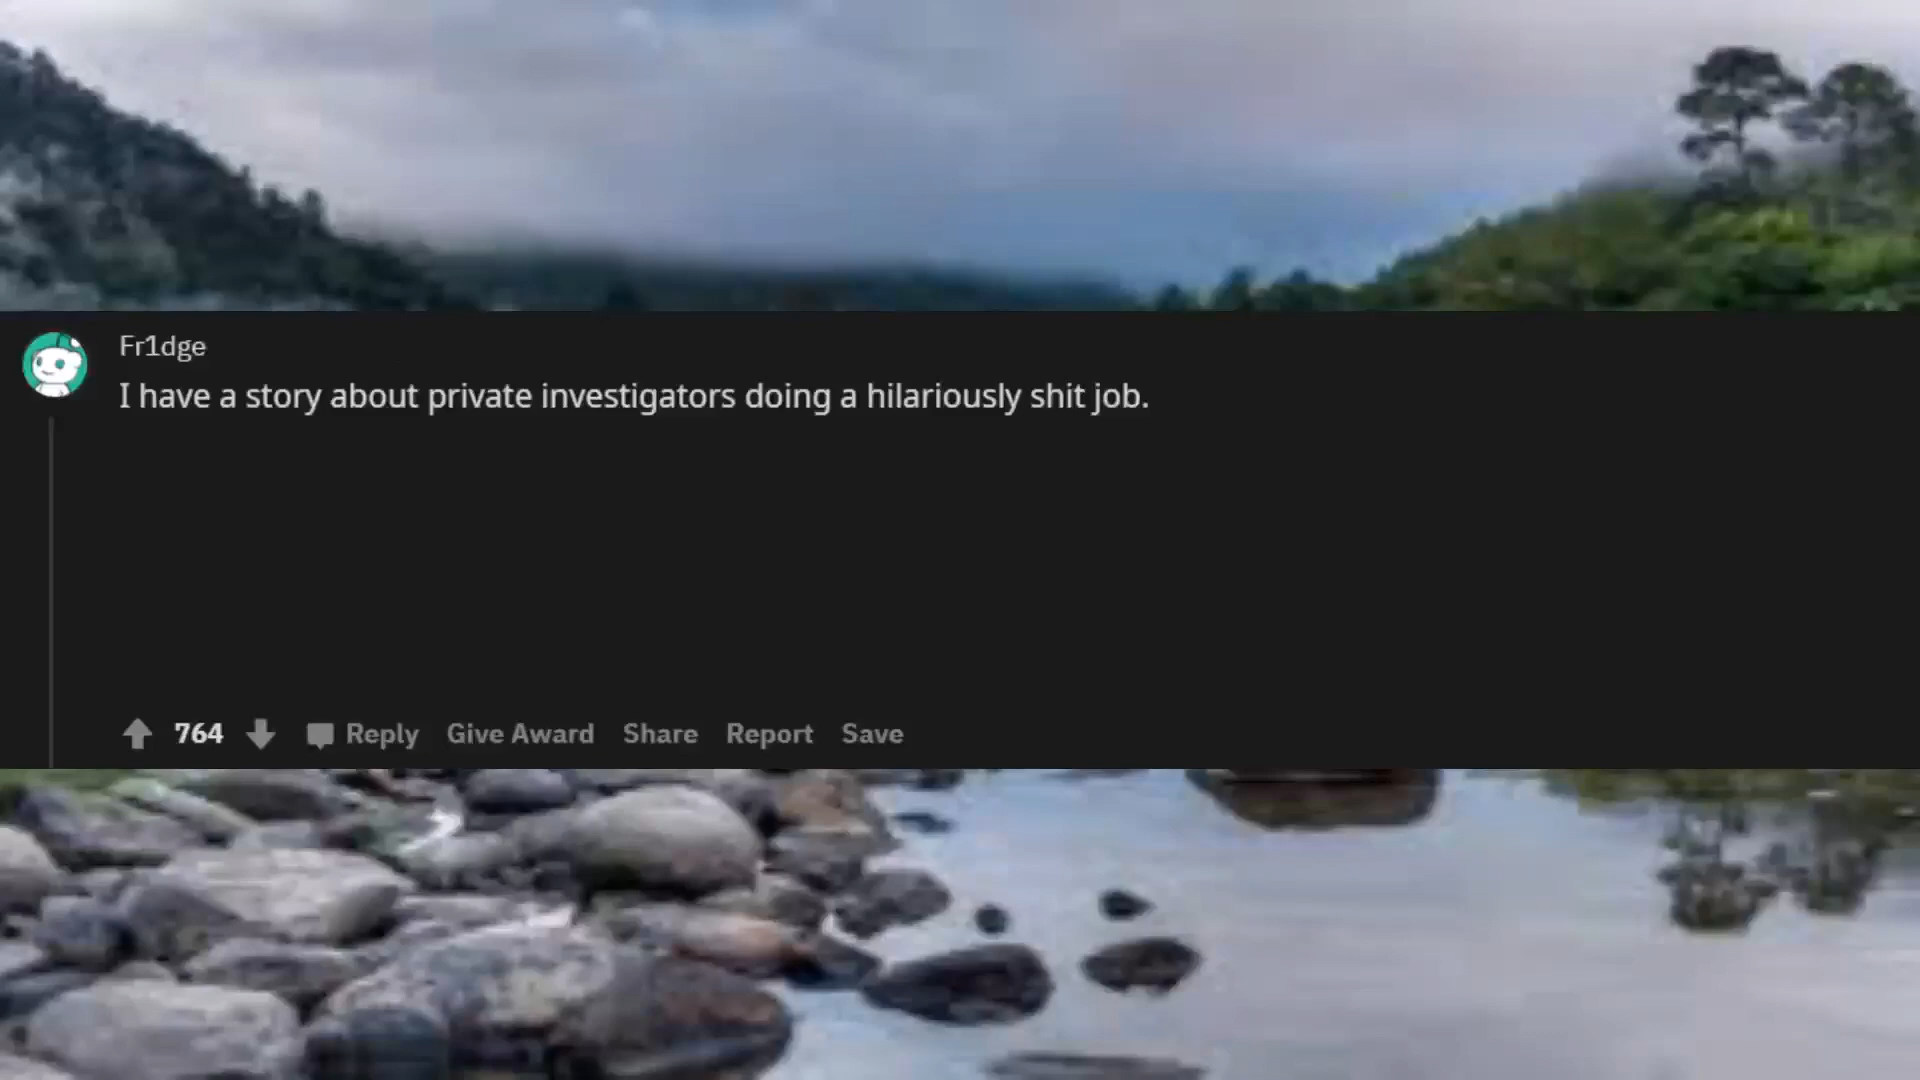 Fr1dge
I have a story about private investigators doing a hilariously shit job.
764 Reply Give Award Share Report Save